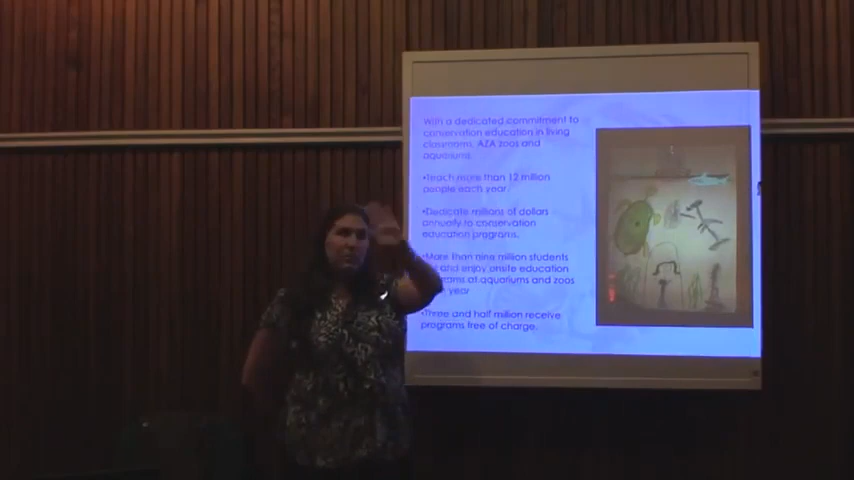 With a dedicated commitment to
conservation education in living
classrooms, AZA zoos and
aquariums:
•Teach more than 12 million
people each year.
•Dedicate millions of dollars
annually to conservation
education programs.
•More than nine million students
and enjoy onsite education
at aquariums and zoos
year
•Three and half million receive
programs free of charge.